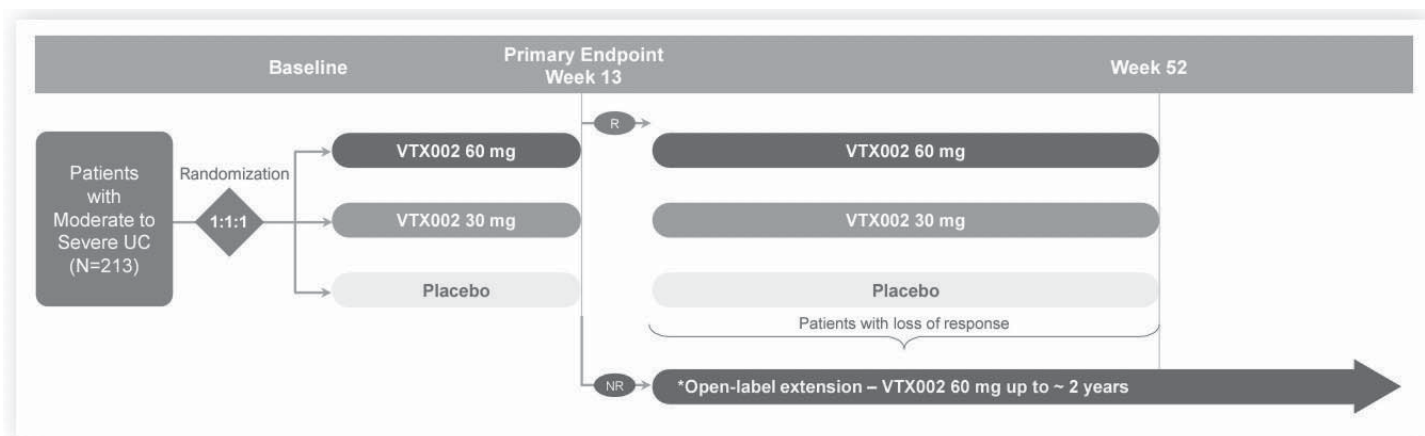 Baseline
Primary Endpoint
Week 13
Week 52
Patients
with
Moderate to
Severe UC
(N=213)
Randomization
1:1:1
VTX002 60 mg
VTX002 30 mg
Placebo
R
VTX002 60 mg
VTX002 30 mg
Placebo
Patients with loss of response
NR
*Open-label extension – VTX002 60 mg up to ~ 2 years